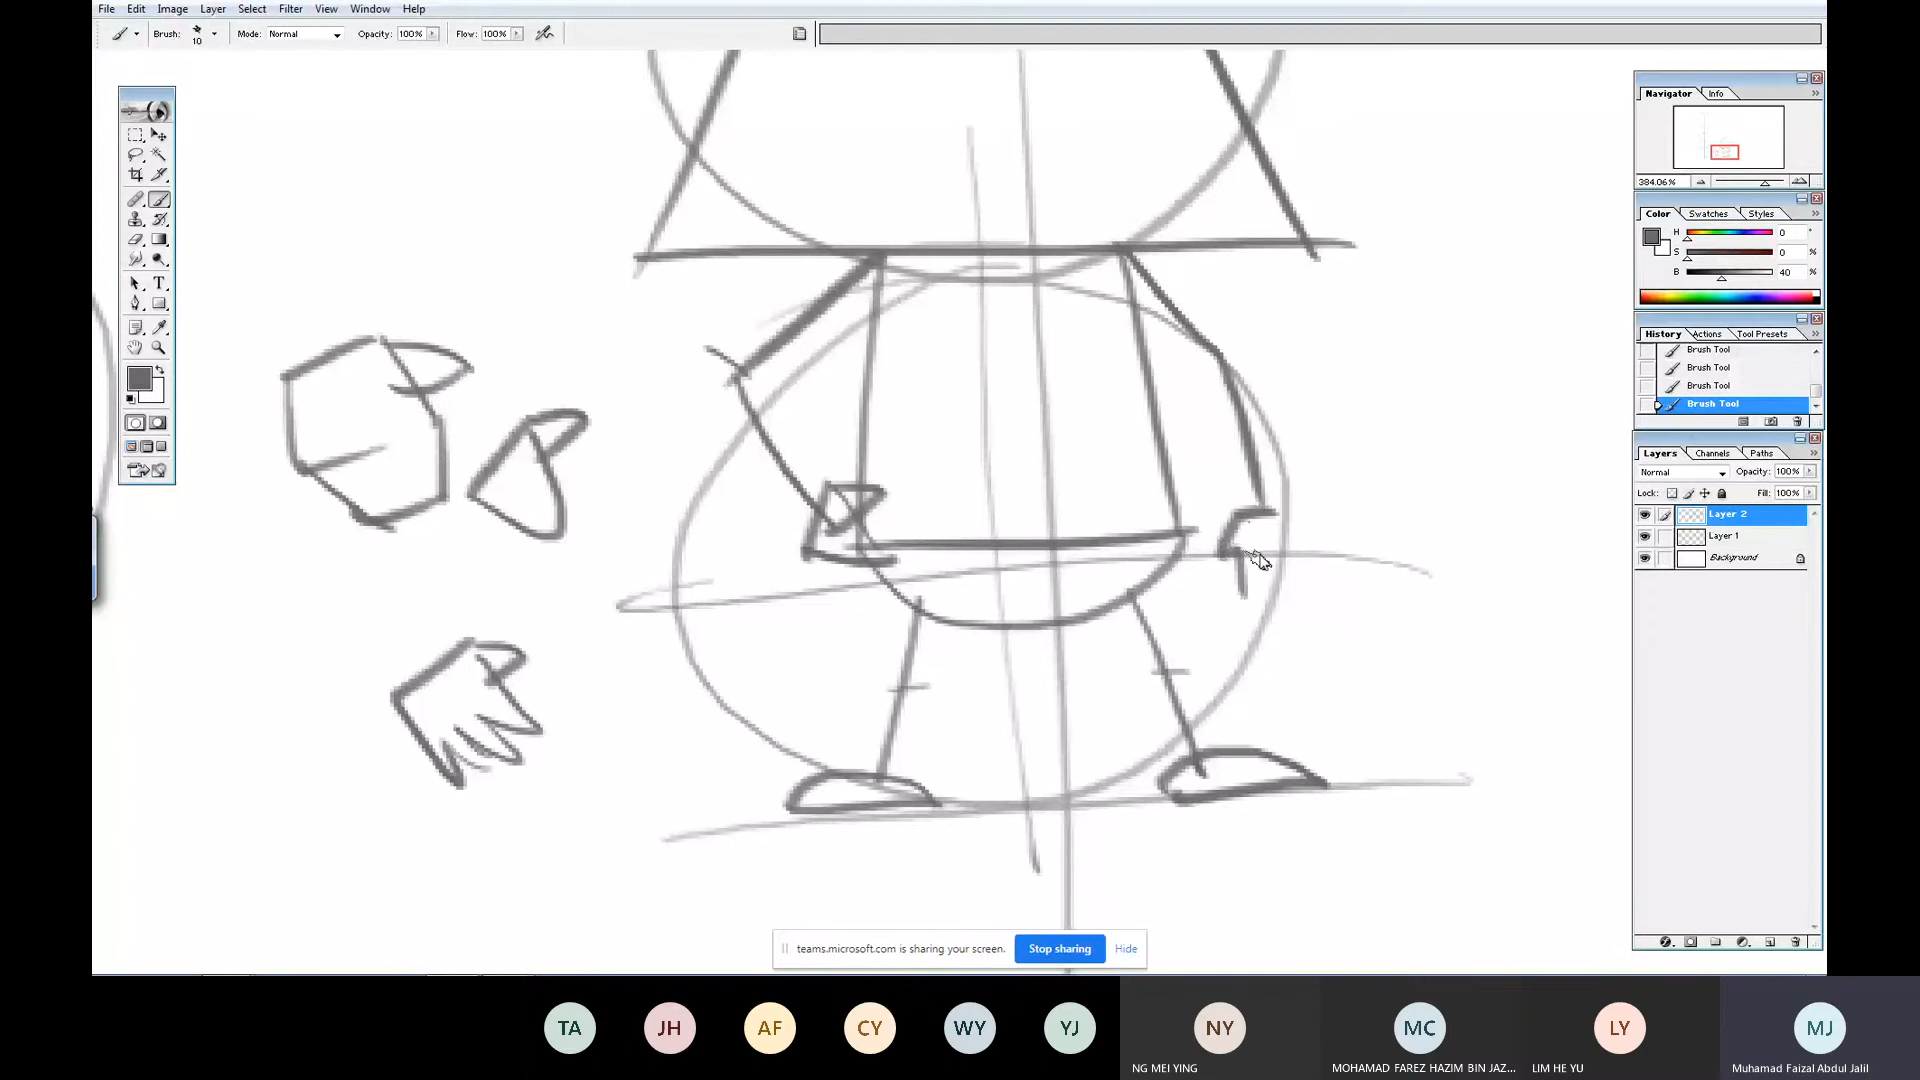 File Edit Image Layer Select Filter View Window Help
Brush: 10 Mode: Normal Opacity: 100% Flow: 100%
Navigator Info
384.06%
Color Swatches Styles
H 0 °
S 0 %
B 40 %
History Actions Tool Presets
Brush Tool
Brush Tool
Brush Tool
Brush Tool
Layers Channels Paths
Normal Opacity: 100%
Lock: Fill: 100%
Layer 2
Layer 1
Background
T
teams.microsoft.com is sharing your screen. Stop sharing Hide
TA JH AF CY WY YJ NY MC LY MJ
NG MEI YING MOHAMAD FAREZ HAZIM BIN JAZ... LIM HE YU Muhamad Faizal Abdul Jalil